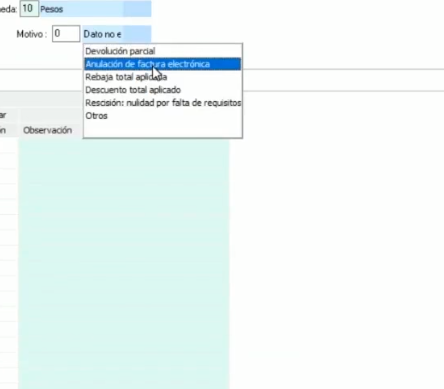 eda: 10 Pesos
Motivo: 0 Dato no e
Devolución parcial
Anulación de factura electrónica
Rebaja total aplicada
Descuento total aplicado
Rescisión: nulidad por falta de requisitos
Otros
ar
ón Observación